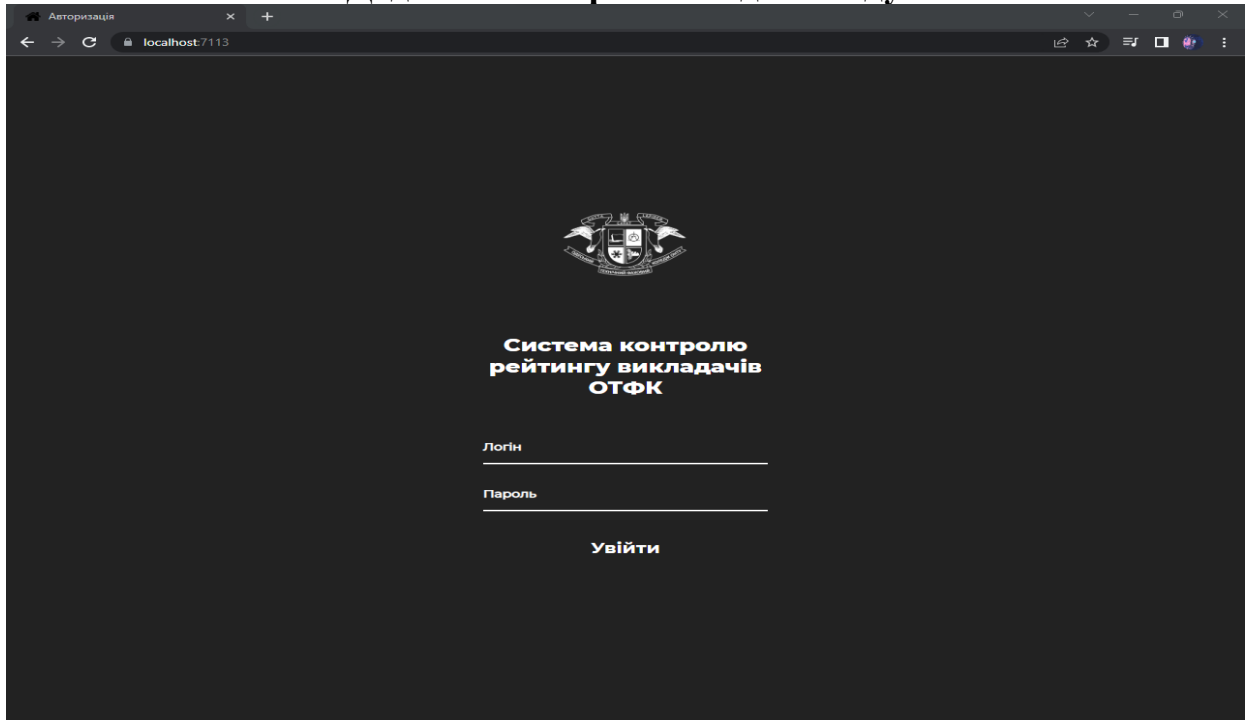 Авторизація
localhost:7113
Система контролю
рейтингу викладачів
ОТФК
Логін
Пароль
Увійти